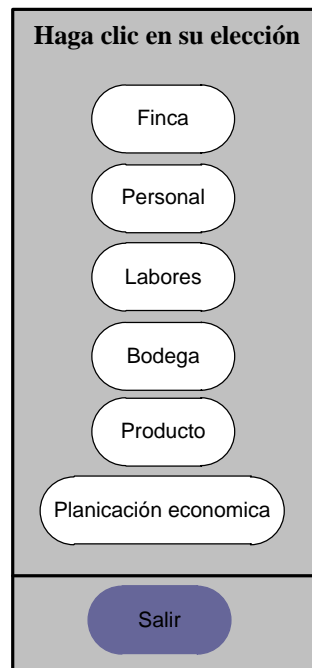 Haga clic en su elección
Finca
Personal
Labores
Bodega
Producto
Planicación economica
Salir